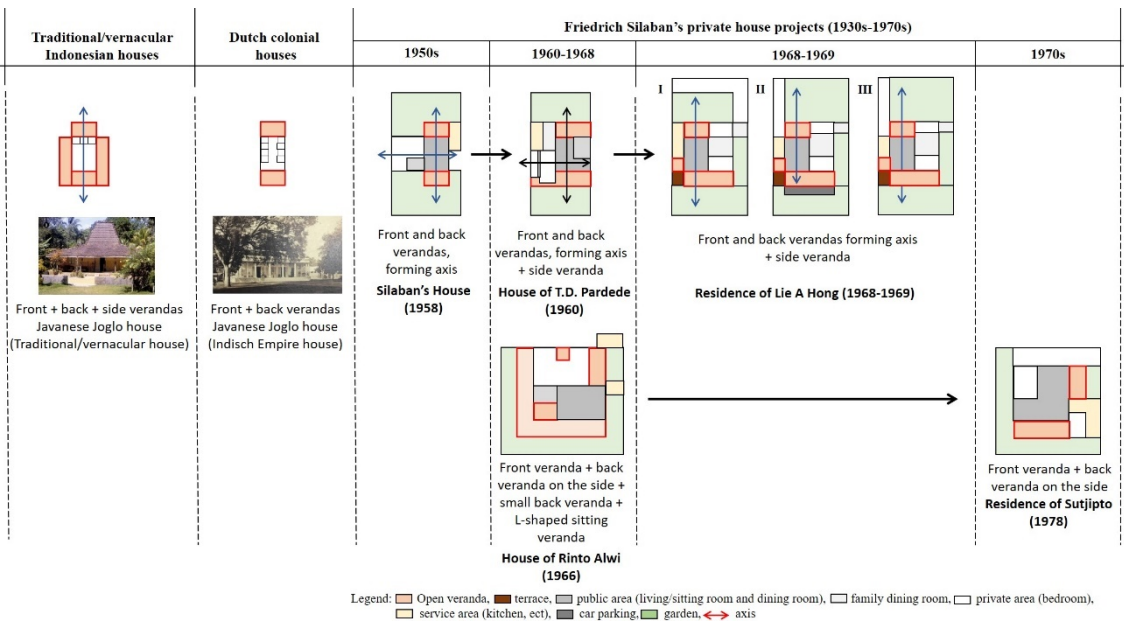 Traditional/vernacular
Indonesian houses
Dutch colonial
houses
Friedrich Silaban's private house projects (1930s-1970s)
1950s
1960-1968
1968-1969
1970s
I
II
III
Front + back + side verandas
Javanese Joglo house
(Traditional/vernacular house)
Front + back verandas
Javanese Joglo house
(Indisch Empire house)
Front and back
verandas,
forming axis
Silaban's House
(1958)
Front and back
verandas, forming axis
+ side veranda
House of T.D. Pardede
(1960)
Front and back verandas forming axis
+ side veranda
Residence of Lie A Hong (1968-1969)
Front veranda + back
veranda on the side +
small back veranda +
L-shaped sitting
veranda
House of Rinto Alwi
(1966)
Front veranda + back
veranda on the side
Residence of Sutjipto
(1978)
Legend: Open veranda, terrace, public area (living/sitting room and dining room), family dining room, private area (bedroom),
service area (kitchen, ect), car parking, garden, axis